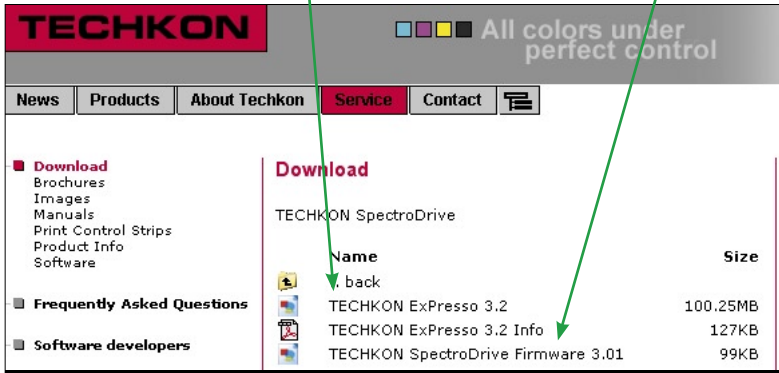 TECHKON
All colors under
perfect control
News Products About Techkon Service Contact
Download
Brochures
Images
Manuals
Print Control Strips
Product Info
Software
Frequently Asked Questions
Software developers
Download
TECHKON SpectroDrive
Name Size
.. back
TECHKON ExPresso 3.2 100.25MB
TECHKON ExPresso 3.2 Info 127KB
TECHKON SpectroDrive Firmware 3.01 99KB